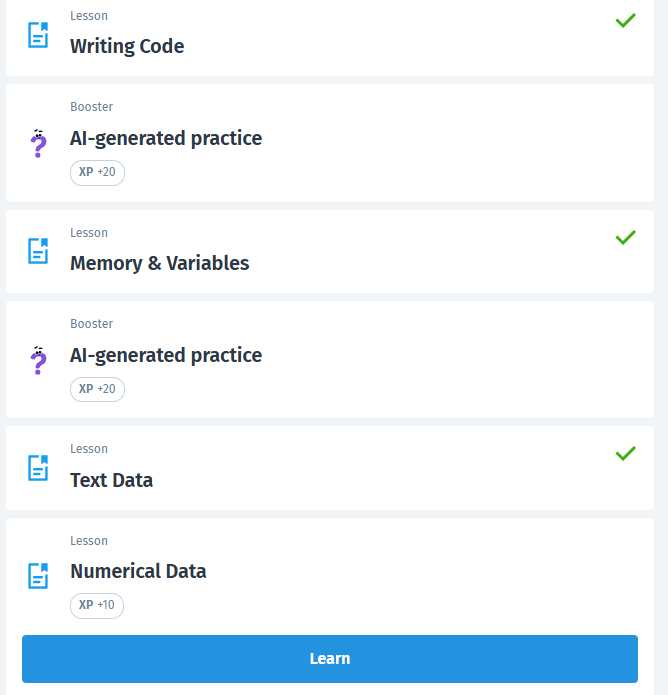 Lesson
Writing Code
Booster
AI-generated practice
XP +20
Lesson
Memory & Variables
Booster
AI-generated practice
XP +20
Lesson
Text Data
Lesson
Numerical Data
XP +10
Learn